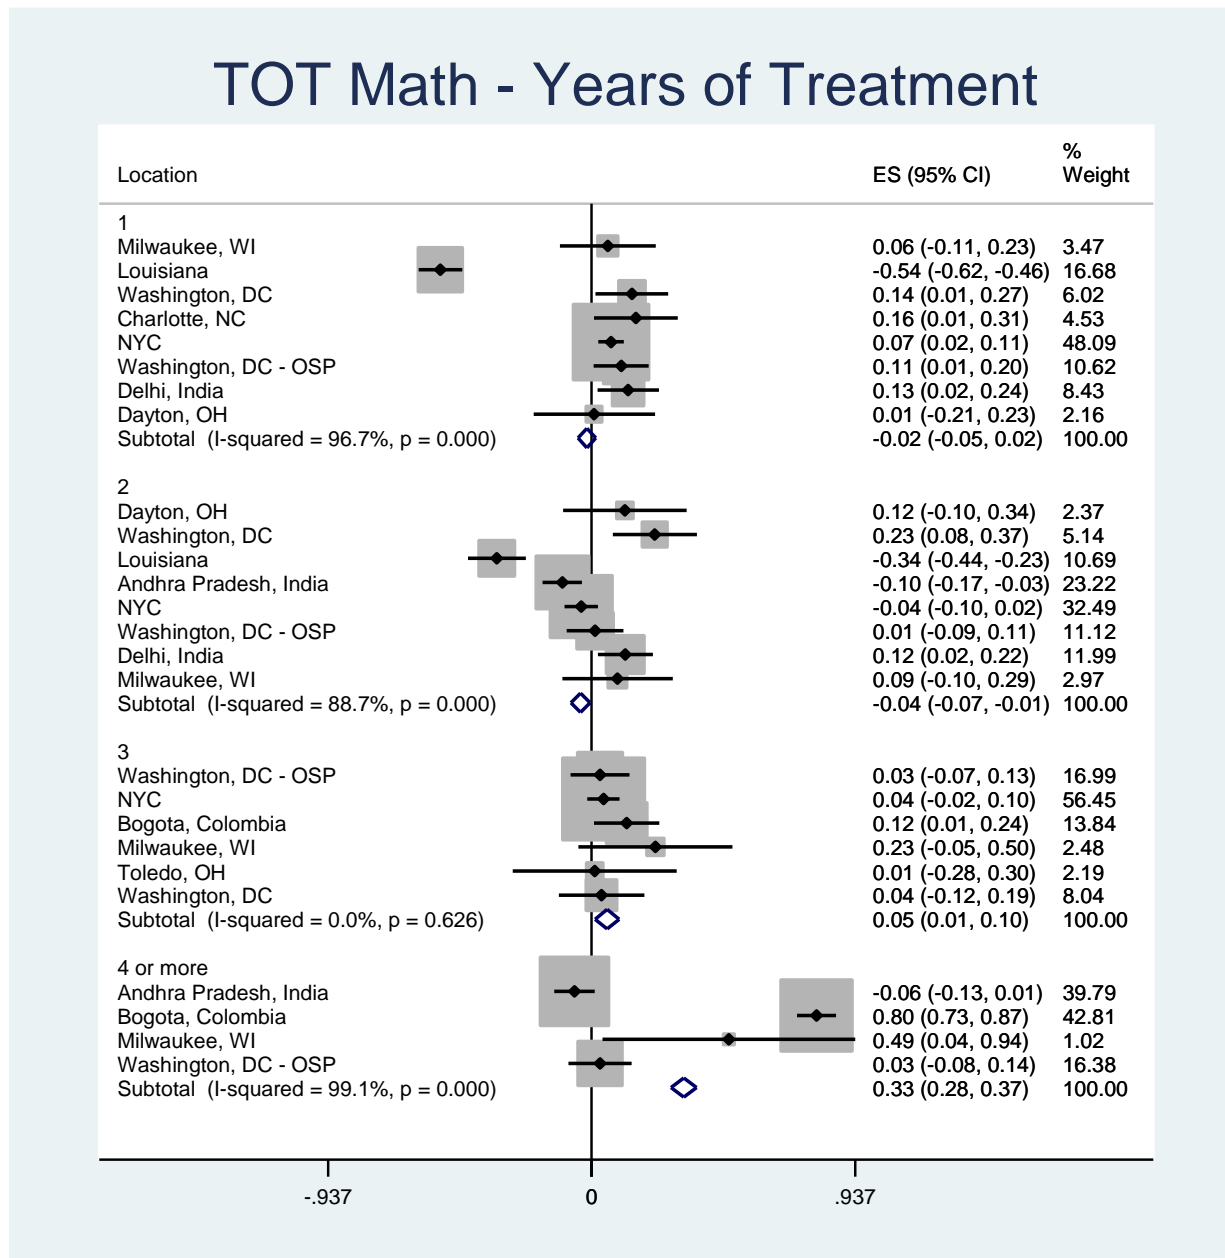 TOT Math - Years of Treatment
%
Location ES (95% CI) Weight
1
Milwaukee, WI 0.06 (-0.11, 0.23) 3.47
Louisiana -0.54 (-0.62, -0.46) 16.68
Washington, DC 0.14 (0.01, 0.27) 6.02
Charlotte, NC 0.16 (0.01, 0.31) 4.53
NYC 0.07 (0.02, 0.11) 48.09
Washington, DC - OSP 0.11 (0.01, 0.20) 10.62
Delhi, India 0.13 (0.02, 0.24) 8.43
Dayton, OH 0.01 (-0.21, 0.23) 2.16
Subtotal (I-squared = 96.7%, p = 0.000) -0.02 (-0.05, 0.02) 100.00
2
Dayton, OH 0.12 (-0.10, 0.34) 2.37
Washington, DC 0.23 (0.08, 0.37) 5.14
Louisiana -0.34 (-0.44, -0.23) 10.69
Andhra Pradesh, India -0.10 (-0.17, -0.03) 23.22
NYC -0.04 (-0.10, 0.02) 32.49
Washington, DC - OSP 0.01 (-0.09, 0.11) 11.12
Delhi, India 0.12 (0.02, 0.22) 11.99
Milwaukee, WI 0.09 (-0.10, 0.29) 2.97
Subtotal (I-squared = 88.7%, p = 0.000) -0.04 (-0.07, -0.01) 100.00
3
Washington, DC - OSP 0.03 (-0.07, 0.13) 16.99
NYC 0.04 (-0.02, 0.10) 56.45
Bogota, Colombia 0.12 (0.01, 0.24) 13.84
Milwaukee, WI 0.23 (-0.05, 0.50) 2.48
Toledo, OH 0.01 (-0.28, 0.30) 2.19
Washington, DC 0.04 (-0.12, 0.19) 8.04
Subtotal (I-squared = 0.0%, p = 0.626) 0.05 (0.01, 0.10) 100.00
4 or more
Andhra Pradesh, India -0.06 (-0.13, 0.01) 39.79
Bogota, Colombia 0.80 (0.73, 0.87) 42.81
Milwaukee, WI 0.49 (0.04, 0.94) 1.02
Washington, DC - OSP 0.03 (-0.08, 0.14) 16.38
Subtotal (I-squared = 99.1%, p = 0.000) 0.33 (0.28, 0.37) 100.00
-.937 0 .937